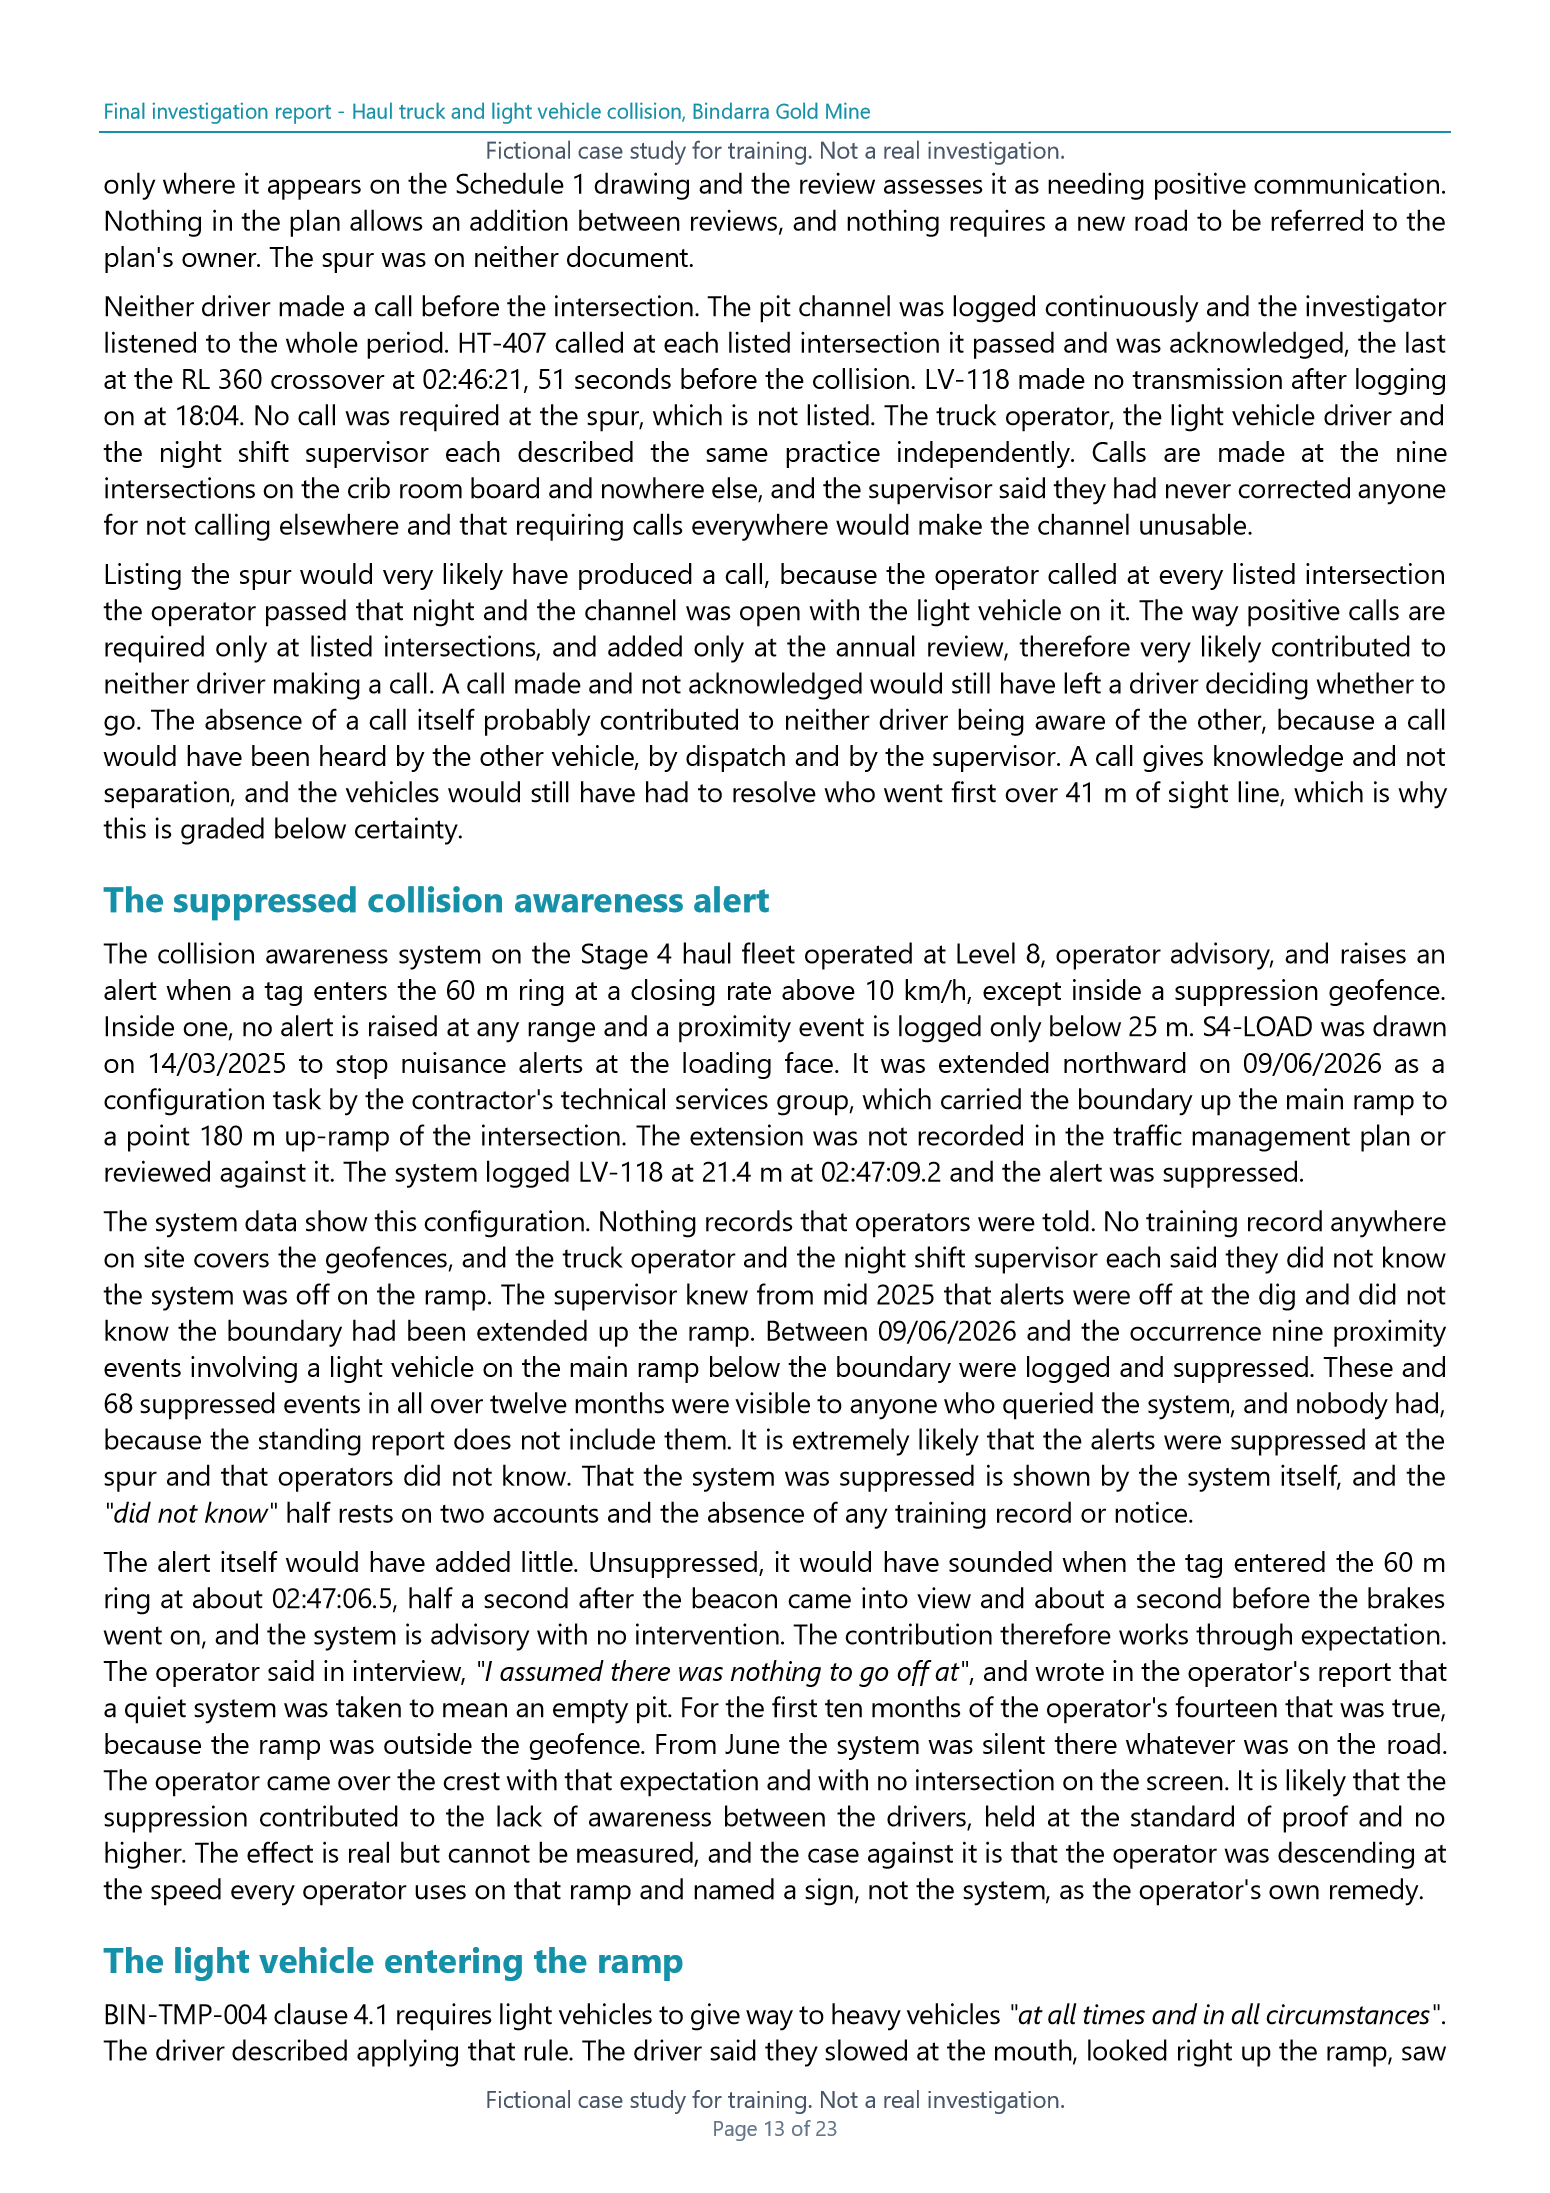 Final investigation report - Haul truck and light vehicle collision, Bindarra Gold Mine
Fictional case study for training. Not a real investigation.
only where it appears on the Schedule 1 drawing and the review assesses it as needing positive communication.
Nothing in the plan allows an addition between reviews, and nothing requires a new road to be referred to the
plan's owner. The spur was on neither document.
Neither driver made a call before the intersection. The pit channel was logged continuously and the investigator
listened to the whole period. HT-407 called at each listed intersection it passed and was acknowledged, the last
at the RL 360 crossover at 02:46:21, 51 seconds before the collision. LV-118 made no transmission after logging
on at 18:04. No call was required at the spur, which is not listed. The truck operator, the light vehicle driver and
the night shift supervisor each described the same practice independently. Calls are made at the nine
intersections on the crib room board and nowhere else, and the supervisor said they had never corrected anyone
for not calling elsewhere and that requiring calls everywhere would make the channel unusable.
Listing the spur would very likely have produced a call, because the operator called at every listed intersection
the operator passed that night and the channel was open with the light vehicle on it. The way positive calls are
required only at listed intersections, and added only at the annual review, therefore very likely contributed to
neither driver making a call. A call made and not acknowledged would still have left a driver deciding whether to
go. The absence of a call itself probably contributed to neither driver being aware of the other, because a call
would have been heard by the other vehicle, by dispatch and by the supervisor. A call gives knowledge and not
separation, and the vehicles would still have had to resolve who went first over 41 m of sight line, which is why
this is graded below certainty.
The suppressed collision awareness alert
The collision awareness system on the Stage 4 haul fleet operated at Level 8, operator advisory, and raises an
alert when a tag enters the 60 m ring at a closing rate above 10 km/h, except inside a suppression geofence.
Inside one, no alert is raised at any range and a proximity event is logged only below 25 m. S4-LOAD was drawn
on 14/03/2025 to stop nuisance alerts at the loading face. It was extended northward on 09/06/2026 as a
configuration task by the contractor's technical services group, which carried the boundary up the main ramp to
a point 180 m up-ramp of the intersection. The extension was not recorded in the traffic management plan or
reviewed against it. The system logged LV-118 at 21.4 m at 02:47:09.2 and the alert was suppressed.
The system data show this configuration. Nothing records that operators were told. No training record anywhere
on site covers the geofences, and the truck operator and the night shift supervisor each said they did not know
the system was off on the ramp. The supervisor knew from mid 2025 that alerts were off at the dig and did not
know the boundary had been extended up the ramp. Between 09/06/2026 and the occurrence nine proximity
events involving a light vehicle on the main ramp below the boundary were logged and suppressed. These and
68 suppressed events in all over twelve months were visible to anyone who queried the system, and nobody had,
because the standing report does not include them. It is extremely likely that the alerts were suppressed at the
spur and that operators did not know. That the system was suppressed is shown by the system itself, and the
"did not know" half rests on two accounts and the absence of any training record or notice.
The alert itself would have added little. Unsuppressed, it would have sounded when the tag entered the 60 m
ring at about 02:47:06.5, half a second after the beacon came into view and about a second before the brakes
went on, and the system is advisory with no intervention. The contribution therefore works through expectation.
The operator said in interview, "I assumed there was nothing to go off at", and wrote in the operator's report that
a quiet system was taken to mean an empty pit. For the first ten months of the operator's fourteen that was true,
because the ramp was outside the geofence. From June the system was silent there whatever was on the road.
The operator came over the crest with that expectation and with no intersection on the screen. It is likely that the
suppression contributed to the lack of awareness between the drivers, held at the standard of proof and no
higher. The effect is real but cannot be measured, and the case against it is that the operator was descending at
the speed every operator uses on that ramp and named a sign, not the system, as the operator's own remedy.
The light vehicle entering the ramp
BIN-TMP-004 clause 4.1 requires light vehicles to give way to heavy vehicles "at all times and in all circumstances".
The driver described applying that rule. The driver said they slowed at the mouth, looked right up the ramp, saw
Fictional case study for training. Not a real investigation.
Page 13 of 23